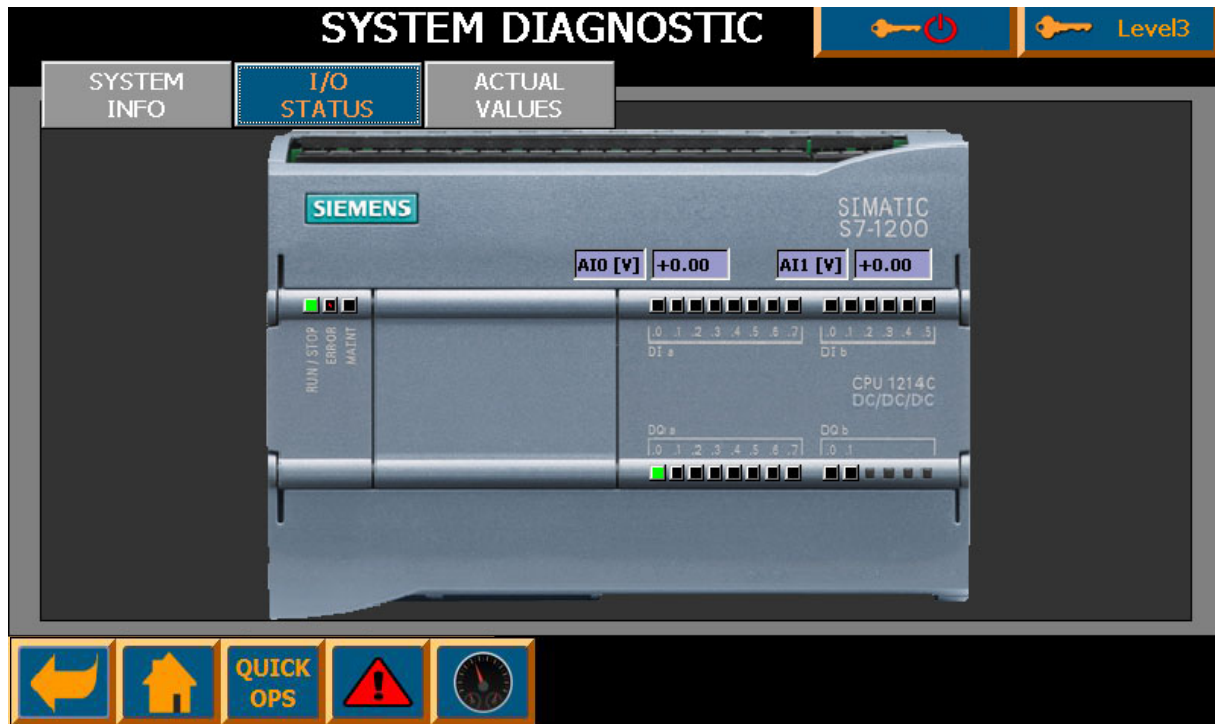 SYSTEM DIAGNOSTIC
Level3
SYSTEM
INFO
I/O
STATUS
ACTUAL
VALUES
SIEMENS
SIMATIC
S7-1200
AI0 [V] +0.00 AI1 [V] +0.00
RUN / STOP
ERROR
MAINT
.0 .1 .2 .3 .4 .5 .6 .7 .0 .1 .2 .3 .4 .5
DI a DI b
CPU 1214C
DC/DC/DC
DQ a DQ b
.0 .1 .2 .3 .4 .5 .6 .7 .0 .1
QUICK
OPS